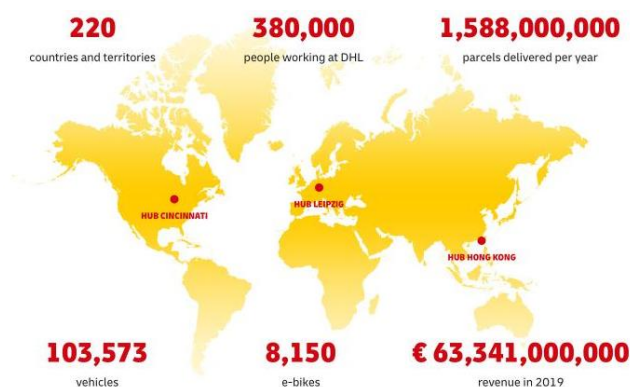 220
countries and territories
380,000
people working at DHL
1,588,000,000
parcels delivered per year
HUB CINCINNATI
HUB LEIPZIG
HUB HONG KONG
103,573
vehicles
8,150
e-bikes
€ 63,341,000,000
revenue in 2019